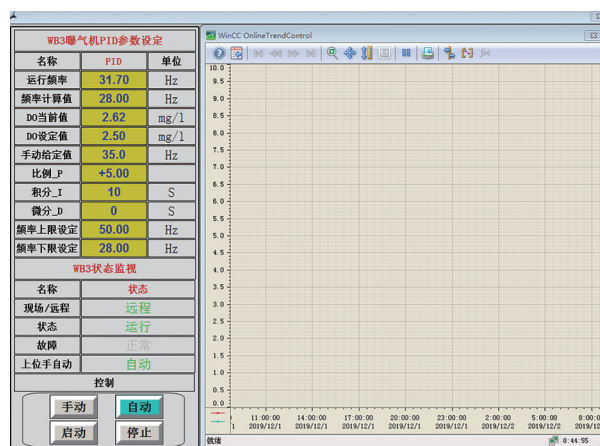 WB3曝气机PID参数设定
名称 PID 单位
运行频率 31.70 Hz
频率计算值 28.00 Hz
DO当前值 2.62 mg/l
DO设定值 2.50 mg/l
手动给定值 35.0 Hz
比例_P +5.00
积分_I 10 S
微分_D 0 S
频率上限设定 50.00 Hz
频率下限设定 28.00 Hz
WB3状态监视
名称 状态
现场/远程 远程
状态 运行
故障 正常
上位手自动 自动
控制
手动 自动
启动 停止
WinCC OnlineTrendControl
10.0
9.5
9.0
8.5
8.0
7.5
7.0
6.5
6.0
5.5
5.0
4.5
4.0
3.5
3.0
2.5
2.0
1.5
1.0
0.5
0.0
11:00:00 14:00:00 17:00:00 20:00:00 23:00:00 2:00:00 5:00:00 8:00:0
1 2019/12/1 2019/12/1 2019/12/1 2019/12/1 2019/12/1 2019/12/2 2019/12/2 2019/12
就绪 8:44:55